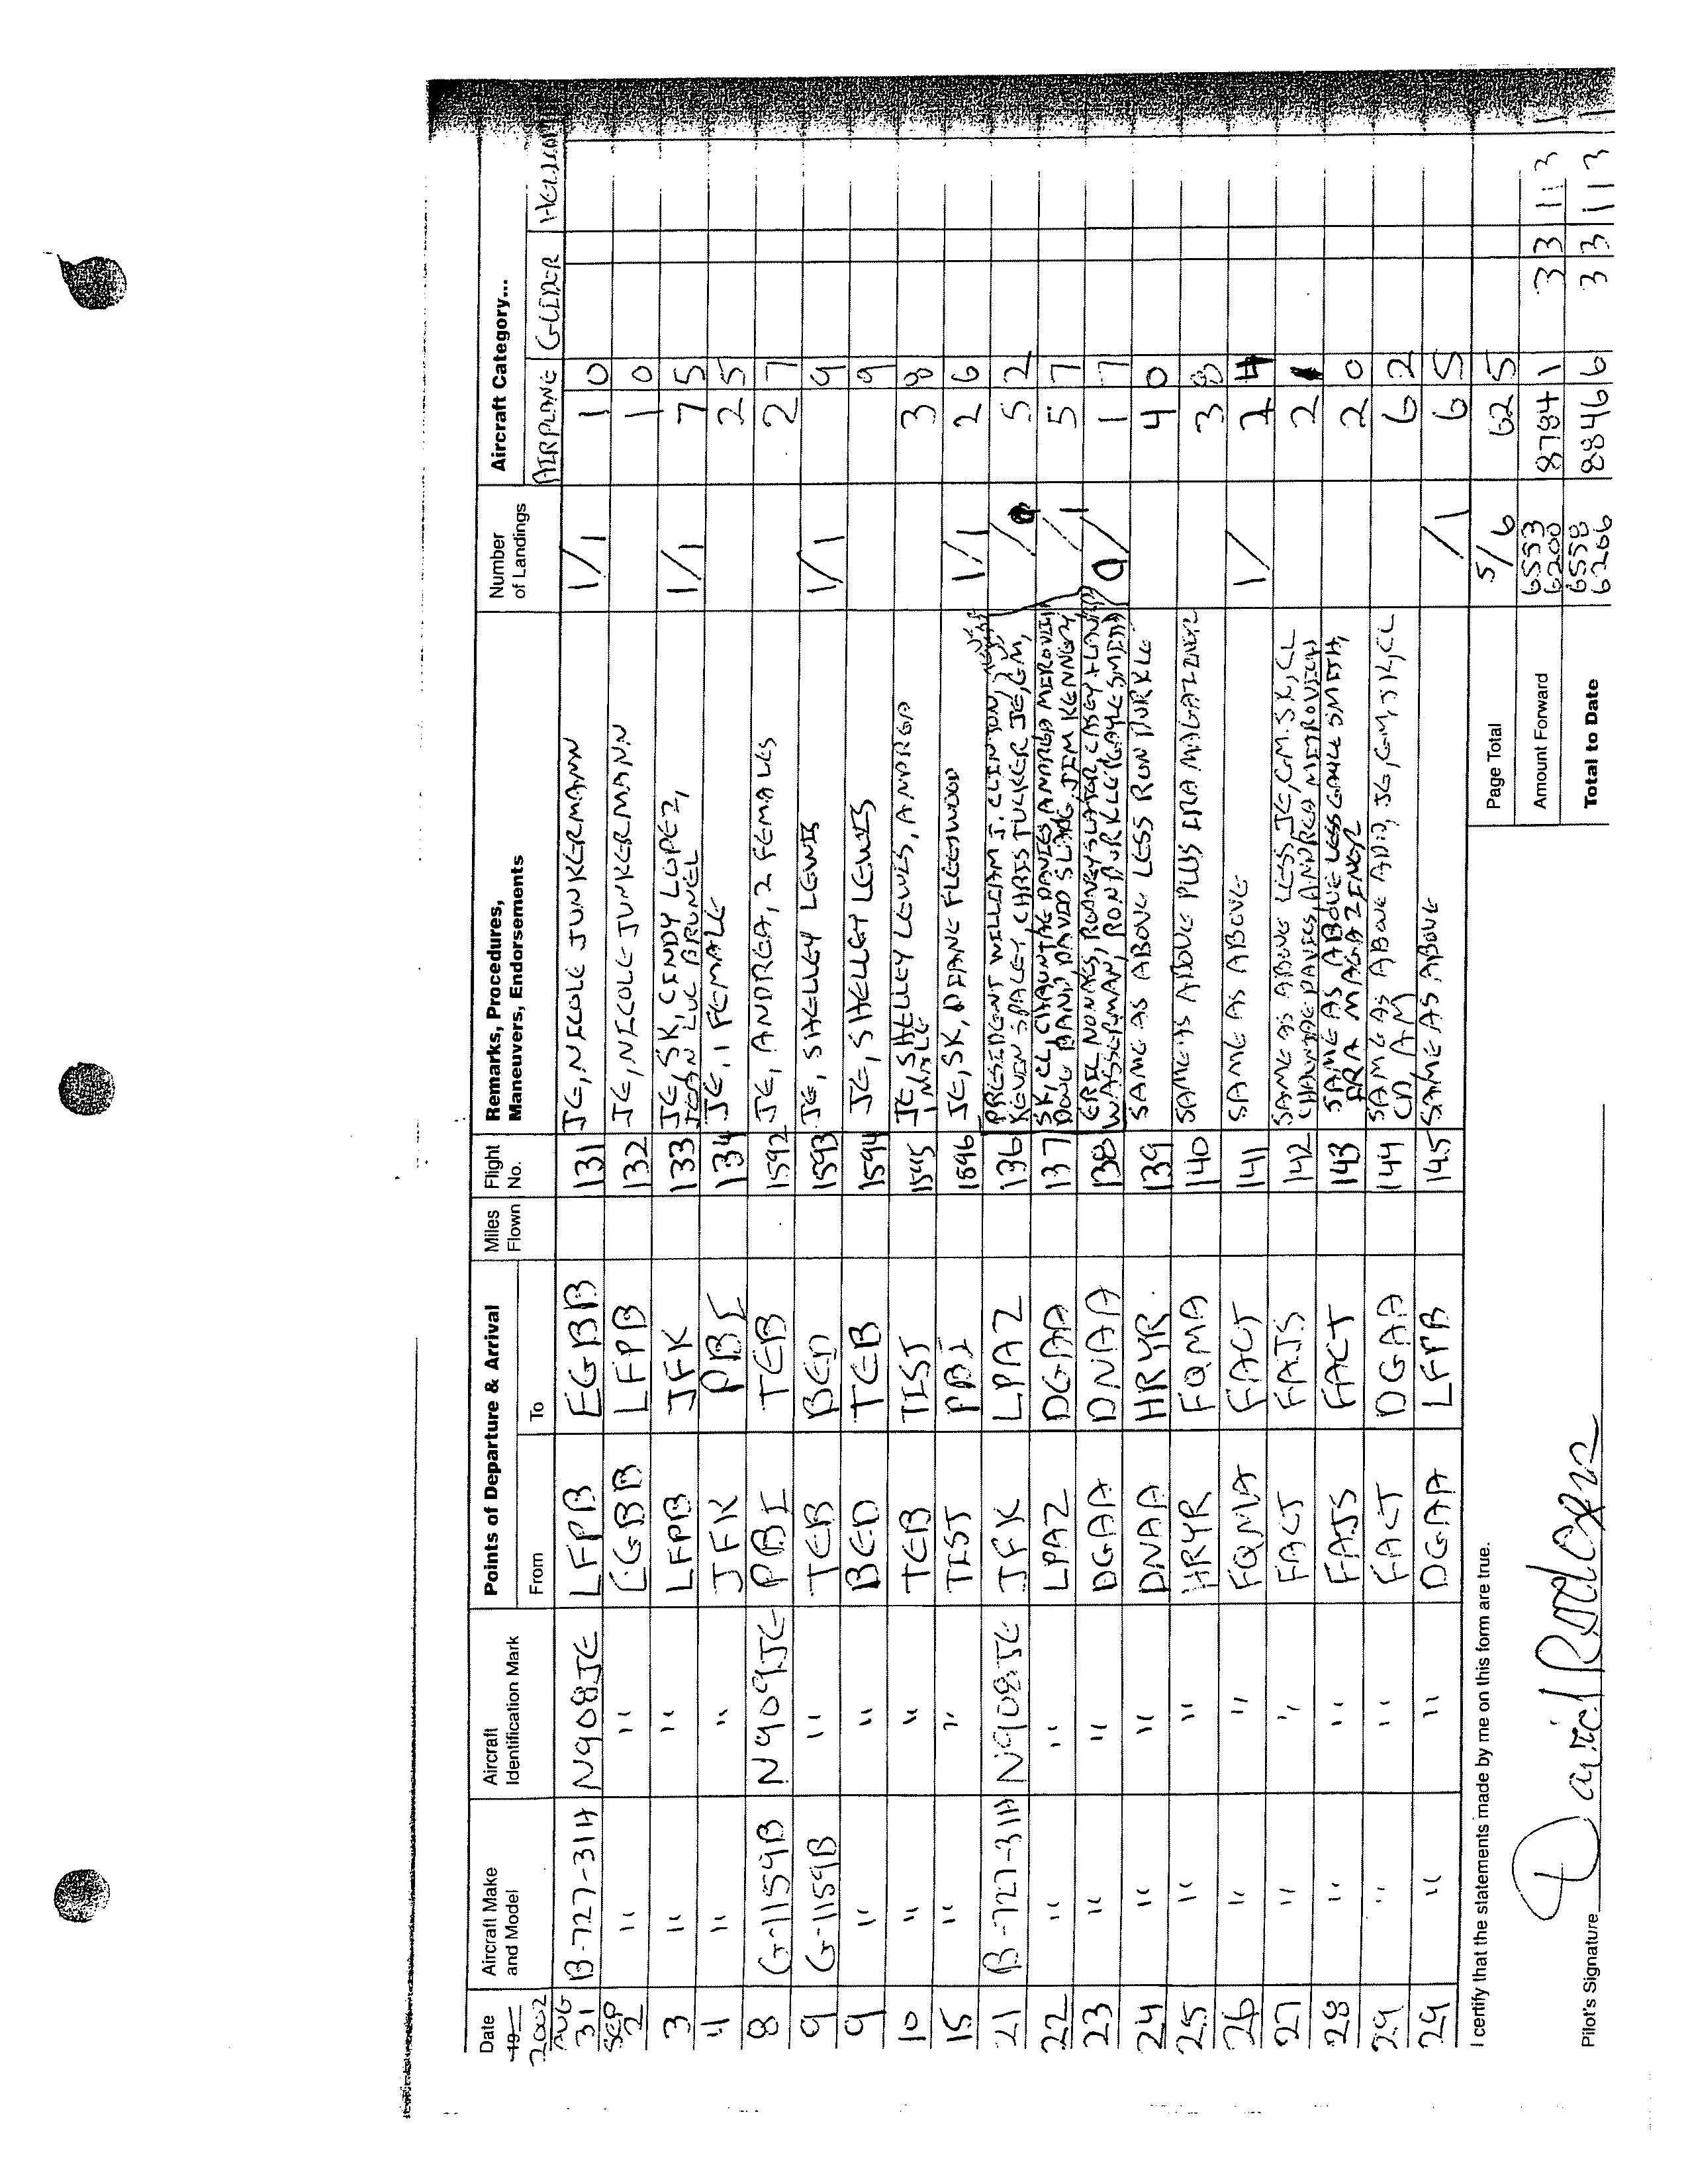 Date
19
2002
Aircraft Make
and Model
Aircraft
Identification Mark
Points of Departure & Arrival
From
To
Miles
Flown
Flight
No.
Remarks, Procedures,
Maneuvers, Endorsements
Number
of Landings
Aircraft Category...
AIRPLANE
GLIDER
AUG
31 B-727-31H N908JE LFPB EGBB 131 JE, NICOLE JUNKERMANN 1/1 1 0
SEP
2 " " EGBB LFPB 132 JE, NICOLE JUNKERMANN 1 0
3 " " LFPB JFK 133 JE, SK, CINDY LOPEZ, 1/1 7 5
JEAN LUC BRUNEL
4 " " JFK PBI 134 JE, 1 FEMALE 2 5
8 G-1159B N909JE PBI TEB 1592 JE, ANDREA, 2 FEMALES 2 7
9 G-1159B " TEB BED 1593 JE, SHELLEY LEWIS 1/1 9
9 " " BED TEB 1594 JE, SHELLEY LEWIS 9
10 " " TEB TIST 1595 JE, SHELLEY LEWIS, ANDREA 3 8
1 MALE
15 " " TIST PBI 1596 JE, SK, DIANE FLEESWOOD 1/1 2 6
21 B-727-31H N908JE JFK LPAZ 136 PRESIDENT WILLIAM J. CLINTON, 5 2
KEVIN SPACEY, CHRIS TUCKER, JE, GM,
22 " " LPAZ DGAA 137 SK, CL, CHAUNTAE DAVIES, ANDREA MITROVICH /1 5 7
DOUG BAND, DAVID SLANG, JIM KENNEZ,
23 " " DGAA DNAA 138 ERIC NONAKS, RODNEY SLATOR, CASEY 1 7
WASSERMAN, RON BURKLE, GAYLE SMITH
24 " " DNAA HRYR 139 SAME AS ABOVE LESS RON BURKLE 4 0
25 " " HRYR FQMA 140 SAME AS ABOVE PLUS IRA MAGAZINER 3 8
26 " " FQMA FACT 141 SAME AS ABOVE 1/ 2 4
27 " " FACT FAJS 142 SAME AS ABOVE LESS, JE, GM, SK, CL 2 1
CHAUNTAE DAVIES, ANDREA MITROVICH
28 " " FAJS FACT 143 SAME AS ABOVE LESS GAYLE SMITH, 2 0
IRA MAGAZINER
29 " " FACT DGAA 144 SAME AS ABOVE ADD, JE, GM, SK, CL 6 2
CD, AM
29 " " DGAA LFPB 145 SAME AS ABOVE /1 6 5
I certify that the statements made by me on this form are true.
Page Total 5/6 62 5
Amount Forward 6553 6200 8784 1 3 3 113
Total to Date 6558 6206 8846 6 3 3 113
Pilot's Signature David Rodgers